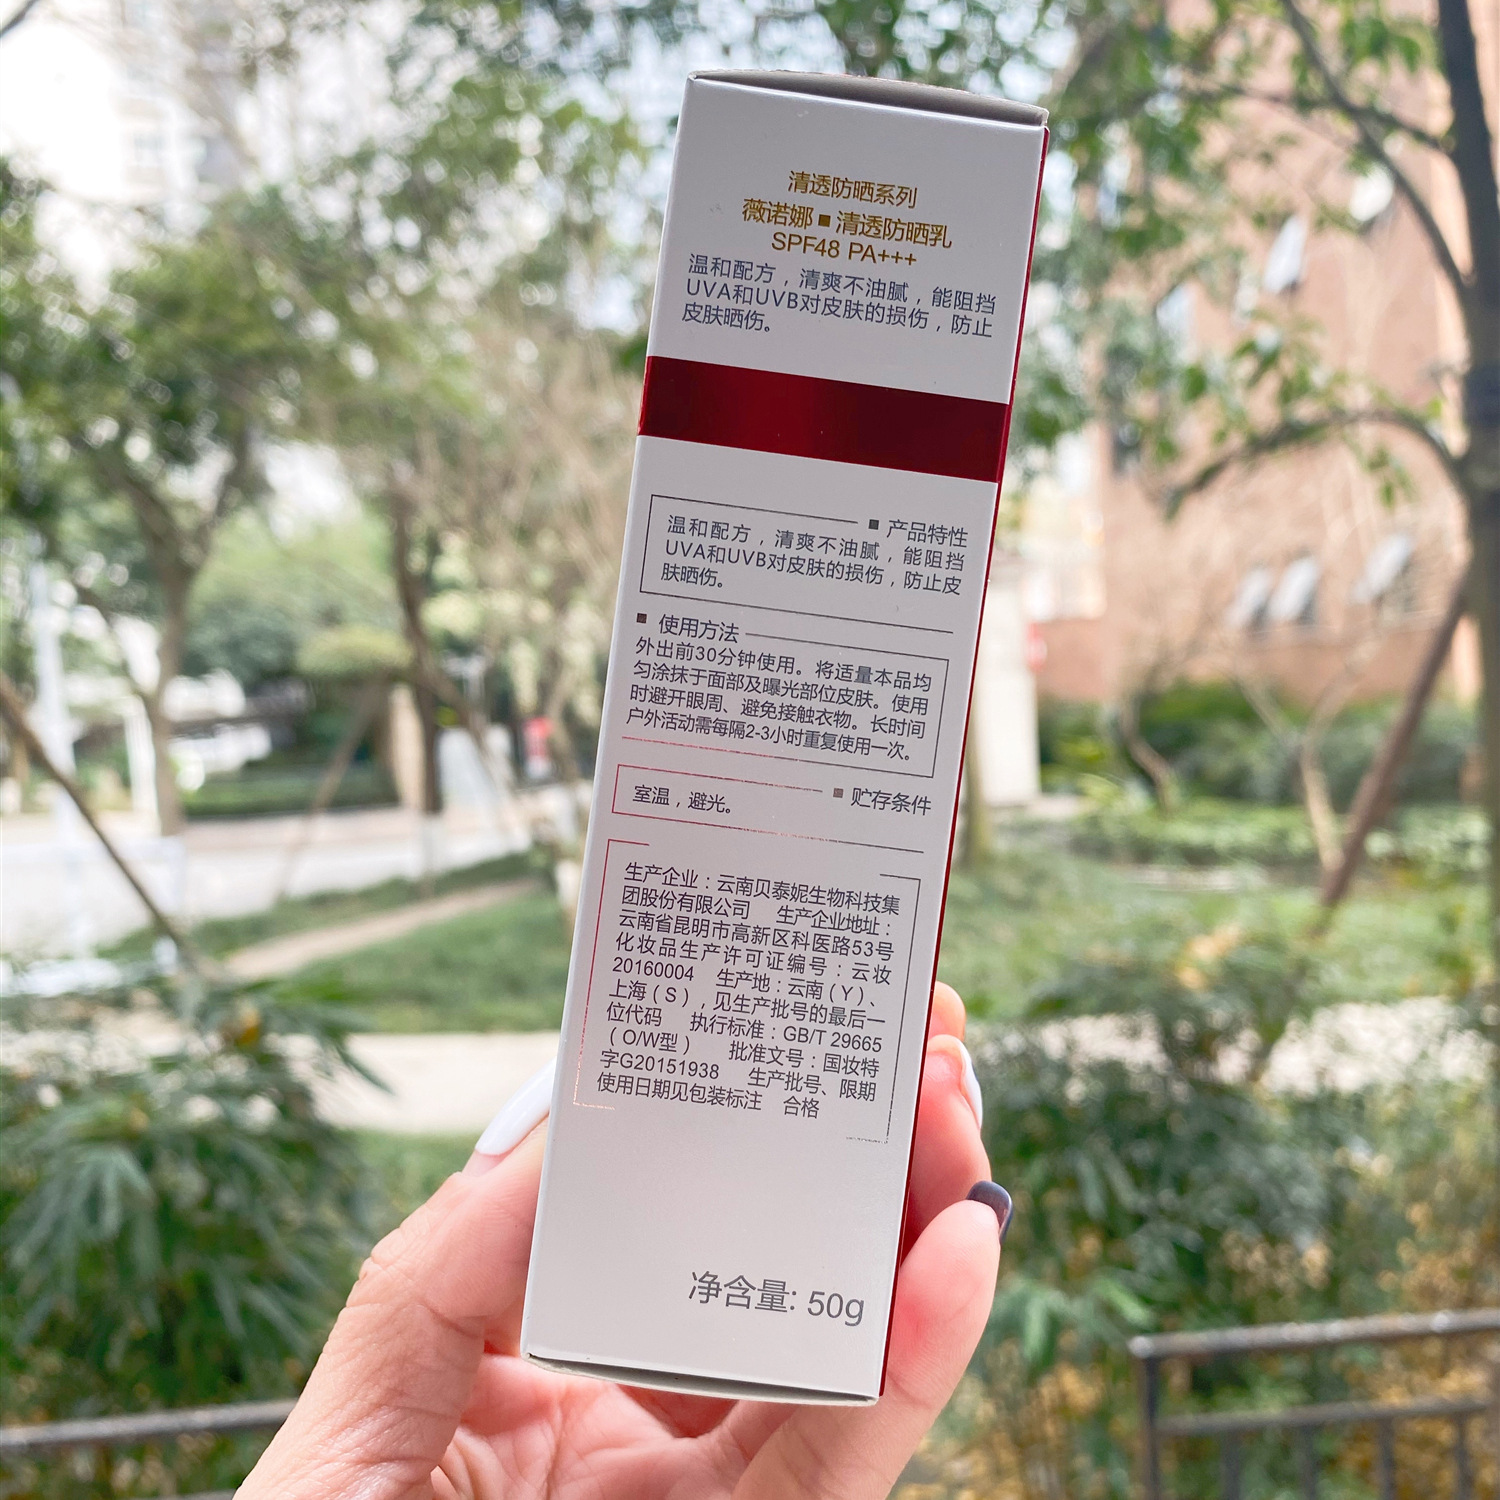 清透防晒系列
薇诺娜■清透防晒乳
SPF48 PA+++
温和配方，清爽不油腻，能阻挡
UVA和UVB对皮肤的损伤，防止
皮肤晒伤。
■ 产品特性
温和配方，清爽不油腻，能阻挡
UVA和UVB对皮肤的损伤，防止皮
肤晒伤。
■ 使用方法
外出前30分钟使用。将适量本品均
匀涂抹于面部及曝光部位皮肤。使用
时避开眼周、避免接触衣物。长时间
户外活动需每隔2-3小时重复使用一次。
■ 贮存条件
室温，避光。
生产企业：云南贝泰妮生物科技集
团股份有限公司 生产企业地址：
云南省昆明市高新区科医路53号
化妆品生产许可证编号：云妆
20160004 生产地：云南（Y）、
上海（S），见生产批号的最后一
位代码 执行标准：GB/T 29665
（O/W型） 批准文号：国妆特
字G20151938 生产批号、限期
使用日期见包装标注 合格
净含量: 50g